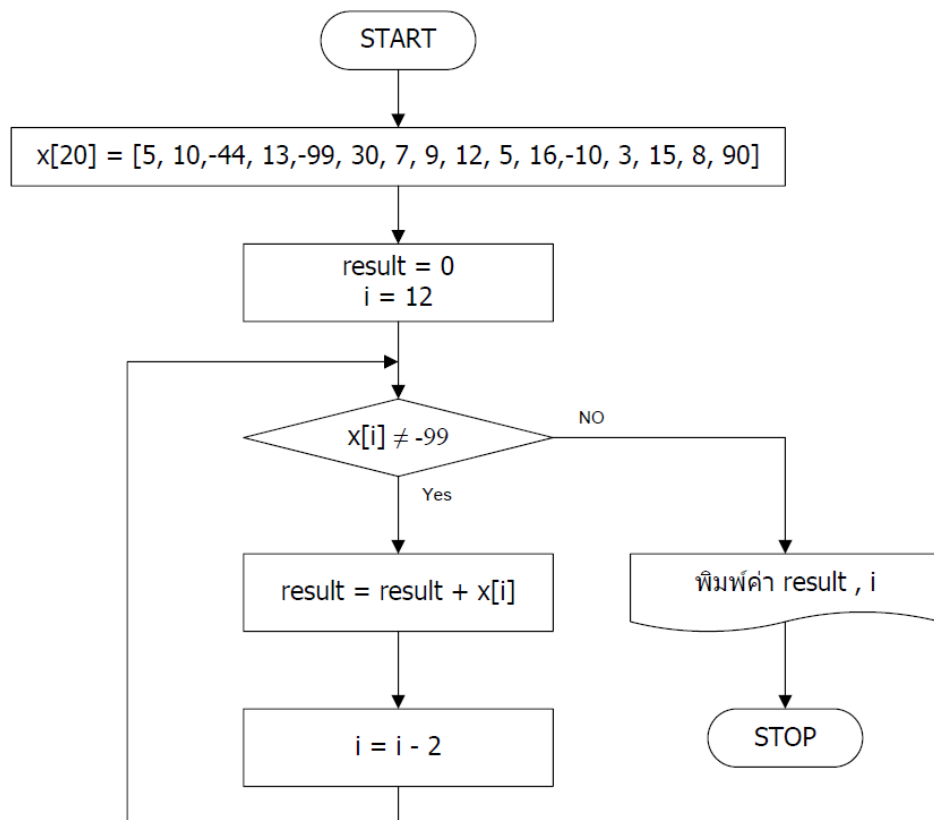 START
x[20] = [5, 10,-44, 13,-99, 30, 7, 9, 12, 5, 16,-10, 3, 15, 8, 90]
result = 0
i = 12
x[i] ≠ -99
NO
Yes
result = result + x[i]
พิมพ์ค่า result , i
i = i - 2
STOP